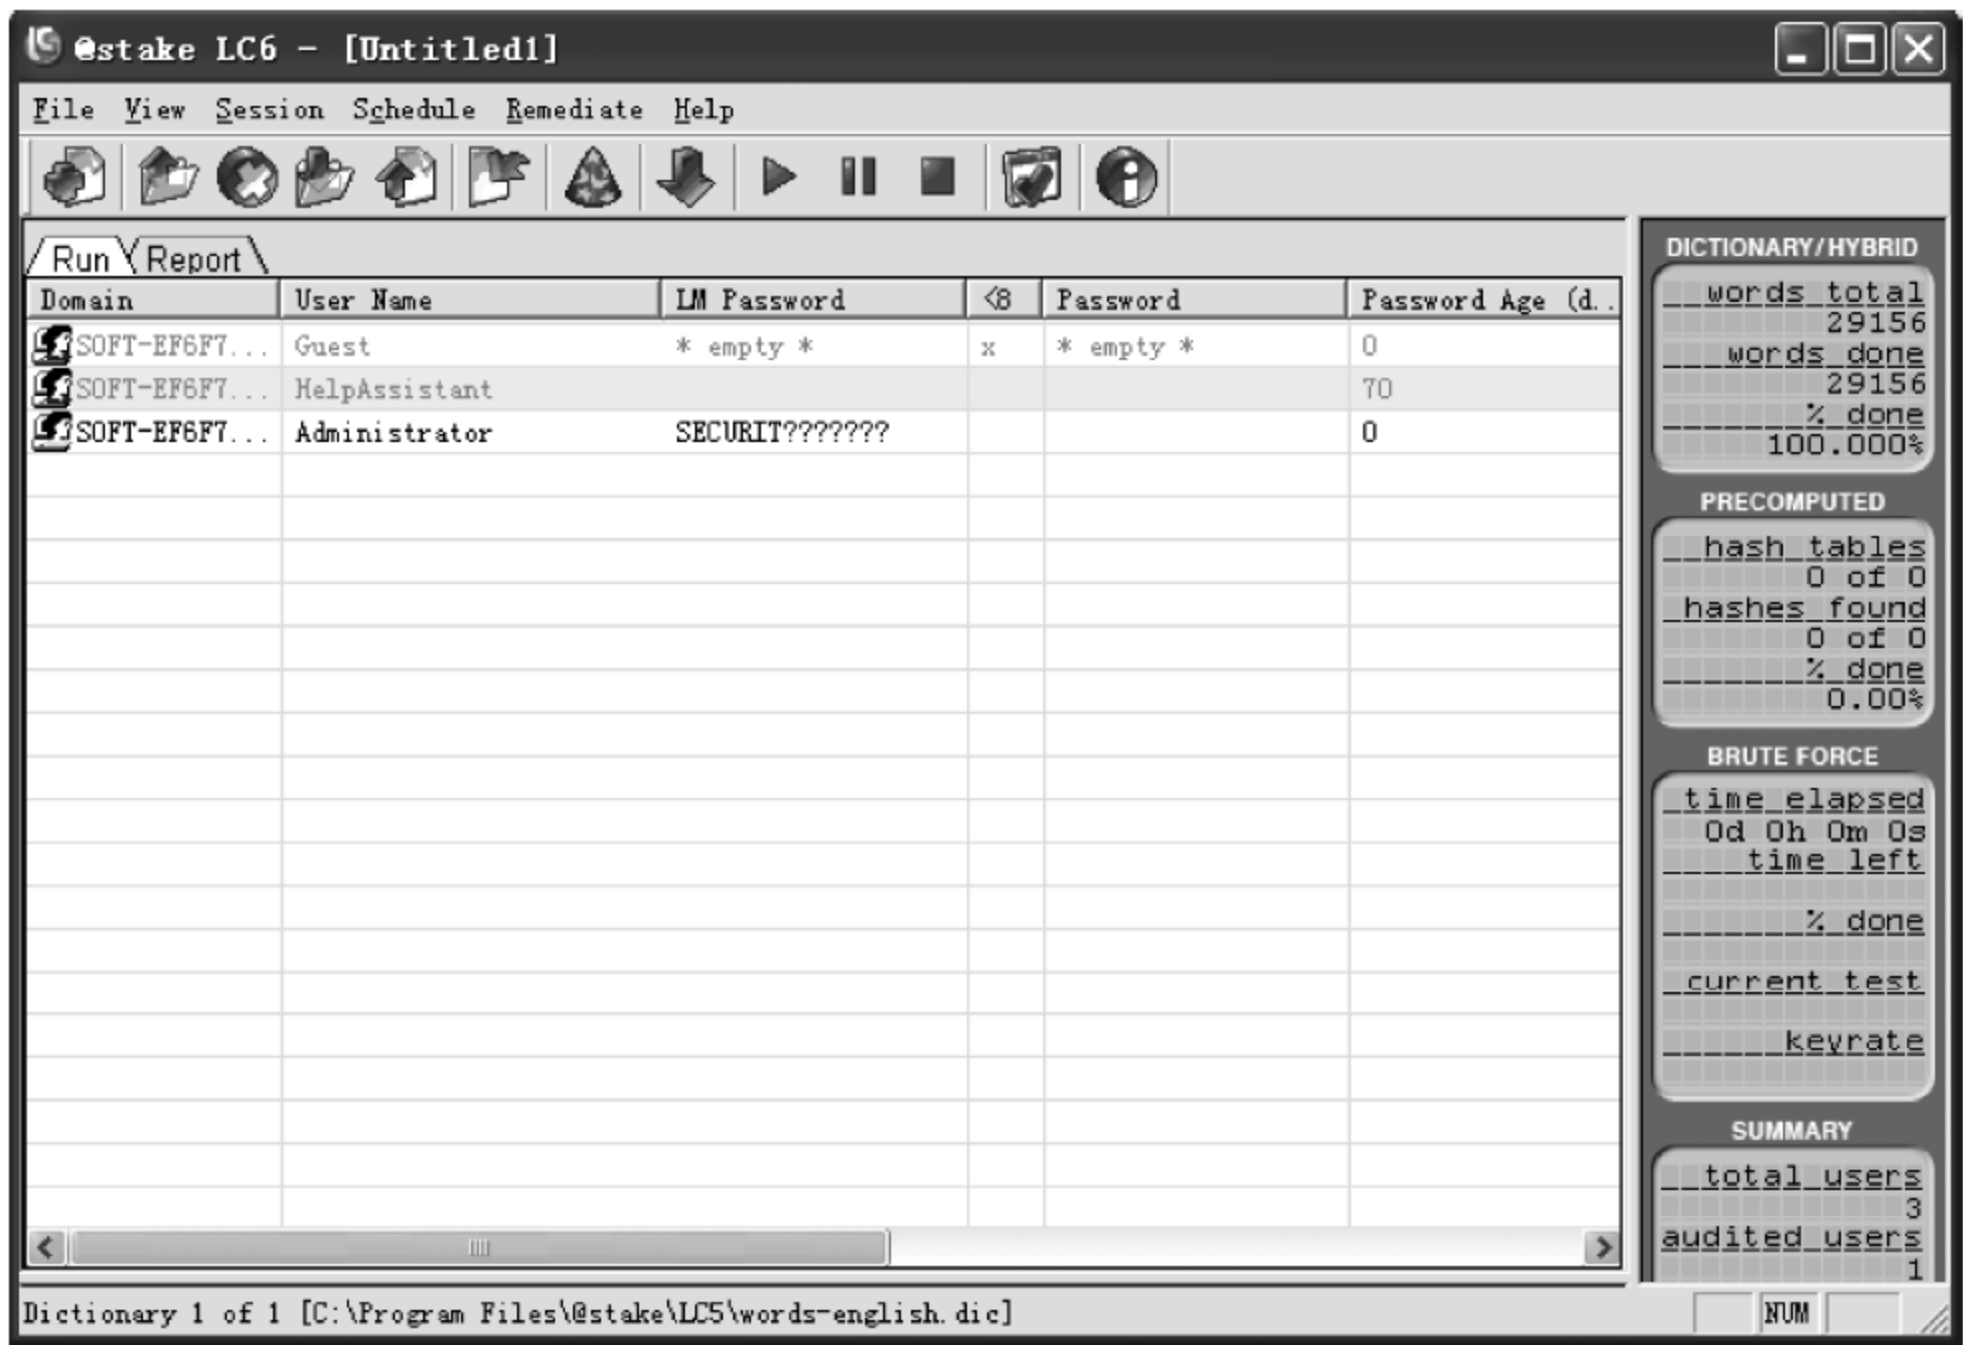 @stake LC6 - [Untitled1]
File View Session Schedule Remediate Help
Run Report
Domain User Name LM Password <8 Password Password Age (d..
SOFT-EF6F7... Guest * empty * x * empty * 0
SOFT-EF6F7... HelpAssistant 70
SOFT-EF6F7... Administrator SECURIT??????? 0
DICTIONARY/HYBRID
words total
29156
words done
29156
% done
100.000%
PRECOMPUTED
hash tables
0 of 0
hashes found
0 of 0
% done
0.00%
BRUTE FORCE
time elapsed
0d 0h 0m 0s
time left
% done
current test
keyrate
SUMMARY
total users
3
audited users
1
Dictionary 1 of 1 [C:\Program Files\@stake\LC5\words-english.dic]
NUM